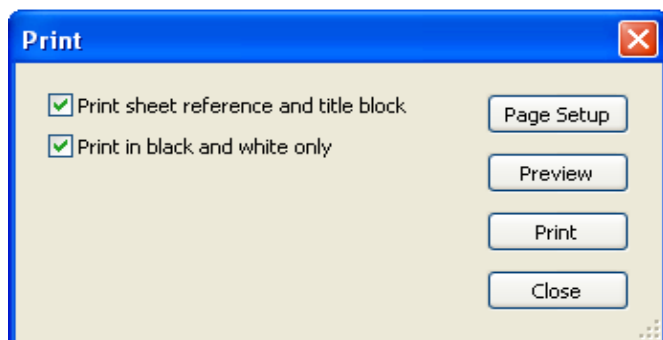 Print
Print sheet reference and title block
Print in black and white only
Page Setup
Preview
Print
Close